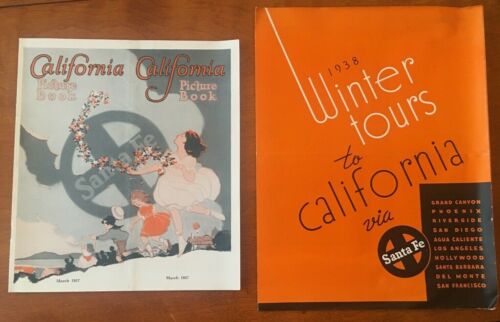 California California
Picture Book
Picture Book
Santa Fe
March 1927
March 1927
1938
Winter
tours
to
California
via
Santa Fe
GRAND CANYON
PHOENIX
RIVERSIDE
SAN DIEGO
AGUA CALIENTE
LOS ANGELES
HOLLYWOOD
SANTA BARBARA
DEL MONTE
SAN FRANCISCO